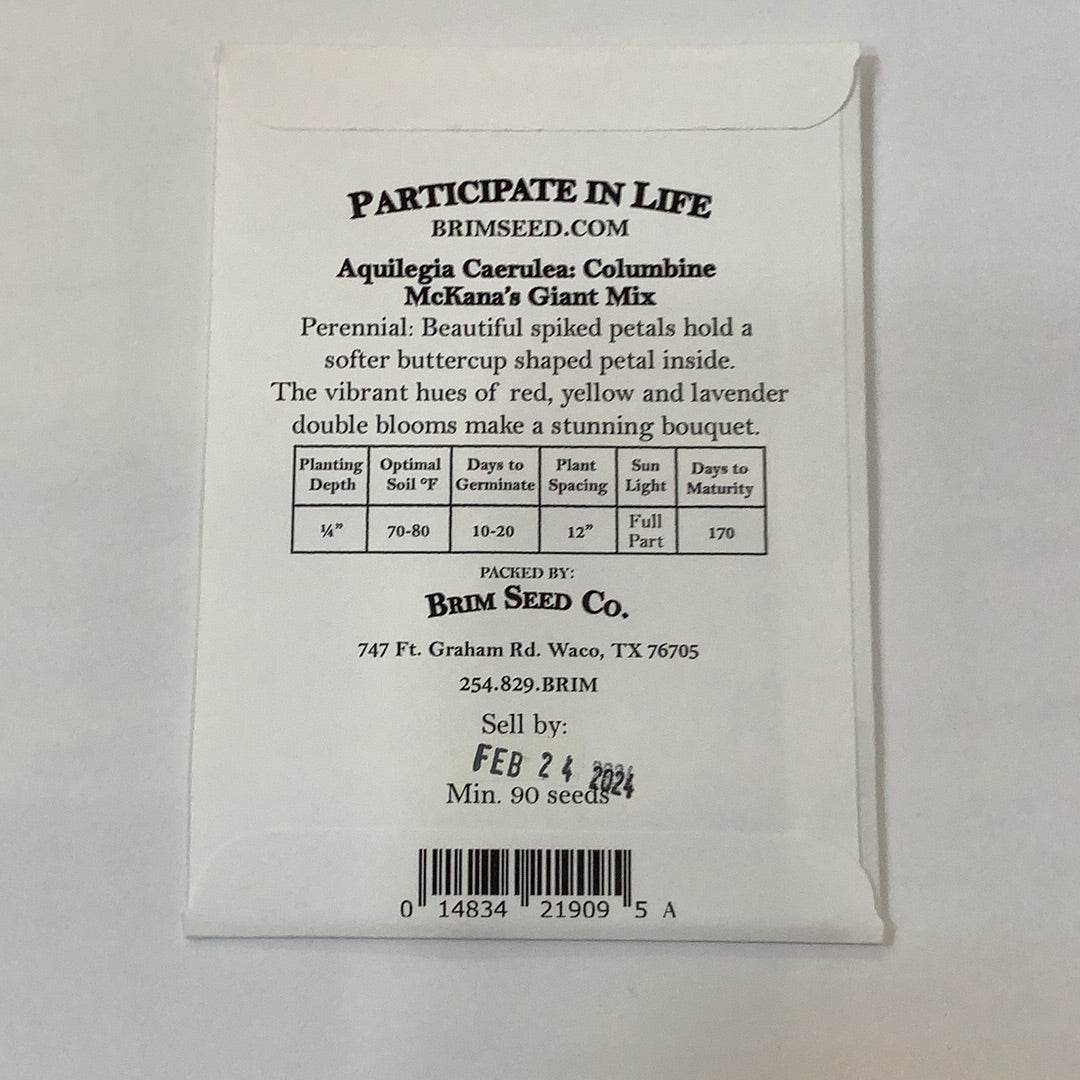 PARTICIPATE IN LIFE
BRIMSEED.COM
Aquilegia Caerulea: Columbine
McKana's Giant Mix
Perennial: Beautiful spiked petals hold a
softer buttercup shaped petal inside.
The vibrant hues of red, yellow and lavender
double blooms make a stunning bouquet.
Planting Depth Optimal Soil °F Days to Germinate Plant Spacing Sun Light Days to Maturity
¼" 70-80 10-20 12" Full Part 170
PACKED BY:
BRIM SEED CO.
747 Ft. Graham Rd. Waco, TX 76705
254.829.BRIM
Sell by:
FEB 24 2024
Min. 90 seeds
0 14834 21909 5 A